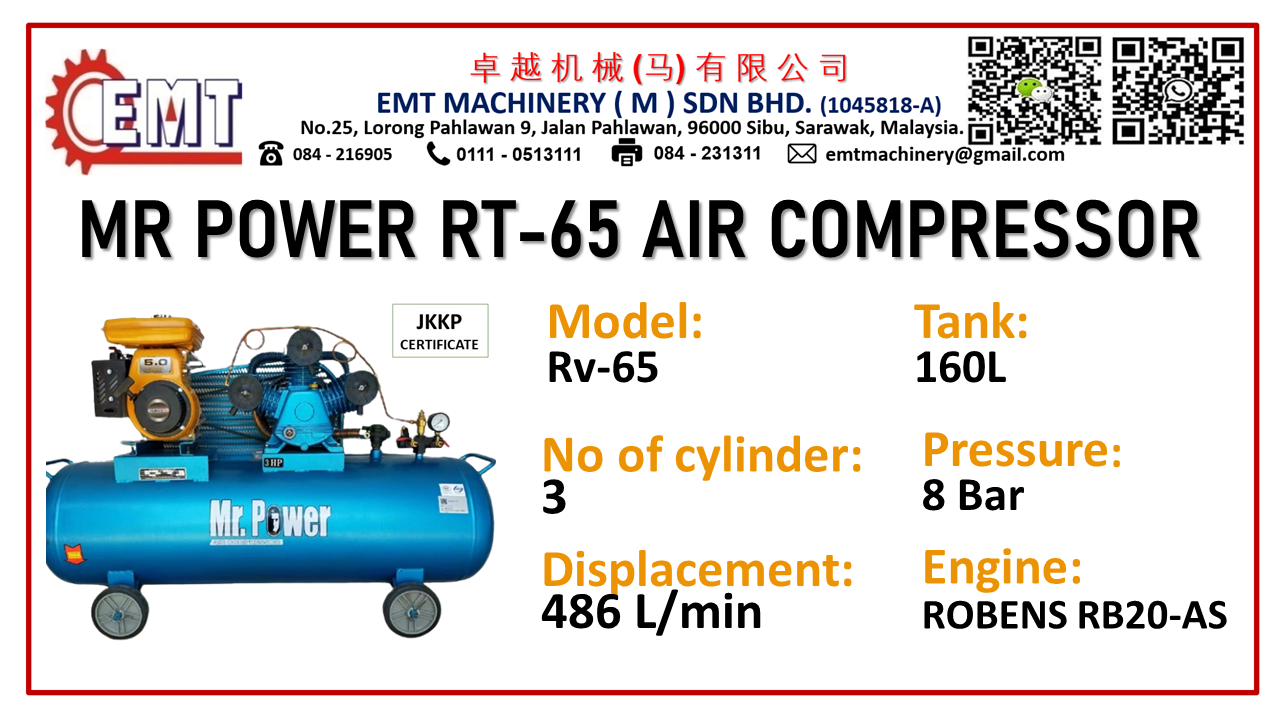 EMT
卓越机械(马)有限公司
EMT MACHINERY ( M ) SDN BHD. (1045818-A)
No.25, Lorong Pahlawan 9, Jalan Pahlawan, 96000 Sibu, Sarawak, Malaysia.
084 - 216905 0111 - 0513111 084 - 231311 emtmachinery@gmail.com
MR POWER RT-65 AIR COMPRESSOR
JKKP
CERTIFICATE
5.0
3 HP
Mr. Power
Model:
Rv-65
Tank:
160L
No of cylinder:
3
Pressure:
8 Bar
Displacement:
486 L/min
Engine:
ROBENS RB20-AS